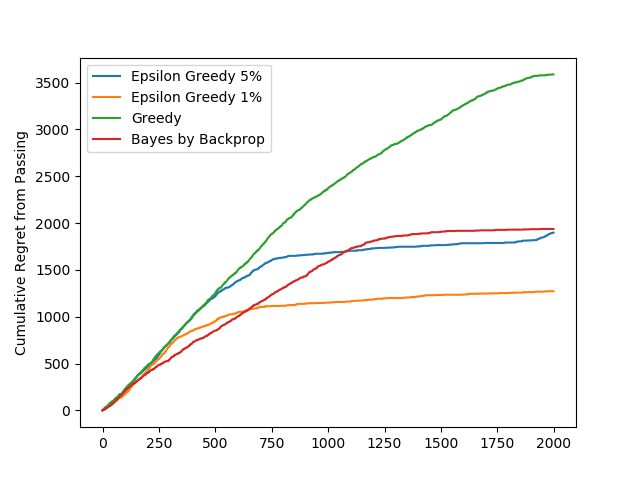 Epsilon Greedy 5%
Epsilon Greedy 1%
Greedy
Bayes by Backprop
Cumulative Regret from Passing
3500
3000
2500
2000
1500
1000
500
0
0 250 500 750 1000 1250 1500 1750 2000